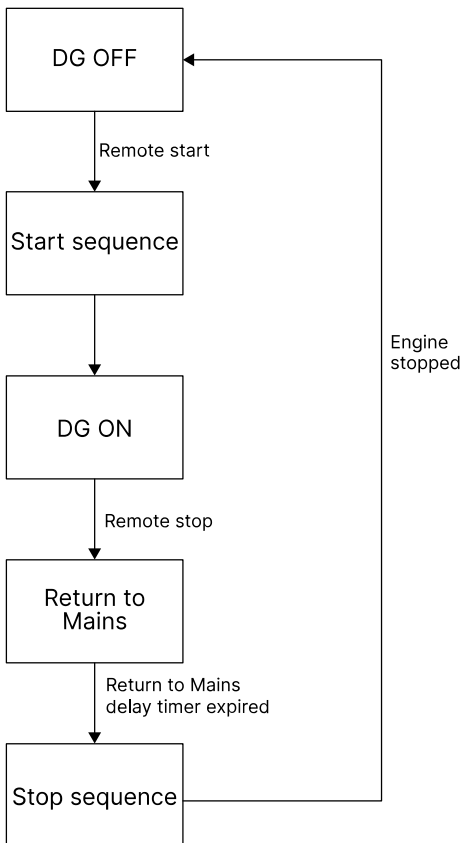 DG OFF
Remote start
Start sequence
Engine
stopped
DG ON
Remote stop
Return to
Mains
Return to Mains
delay timer expired
Stop sequence